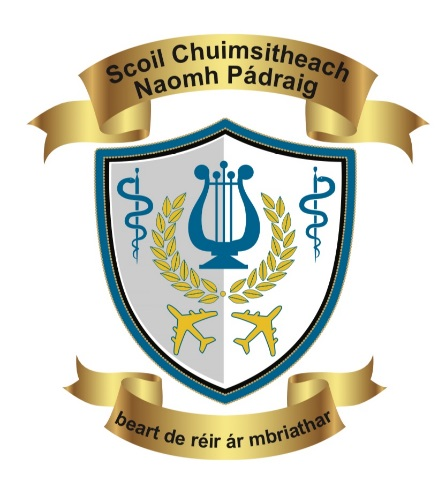 Scoil Chuimsitheach
Naomh Pádraig
beart de réir ár mbriathar